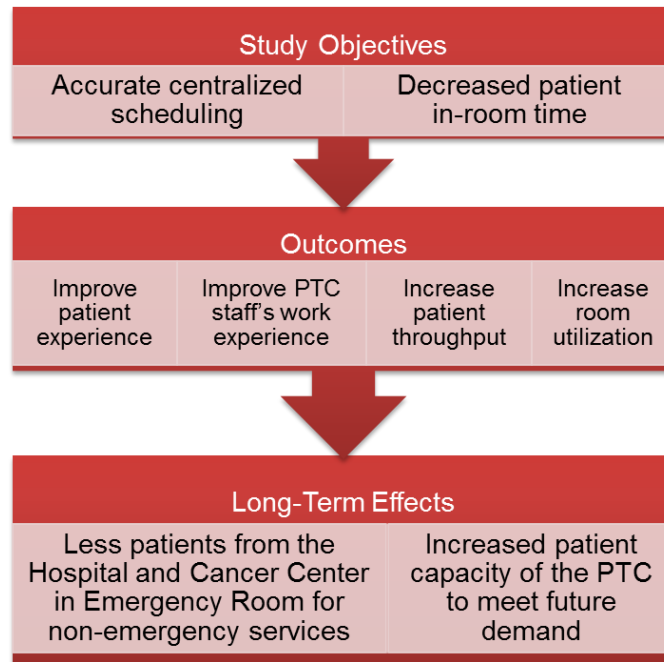 Study Objectives
Accurate centralized
scheduling
Decreased patient
in-room time
Outcomes
Improve
patient
experience
Improve PTC
staff's work
experience
Increase
patient
throughput
Increase
room
utilization
Long-Term Effects
Less patients from the
Hospital and Cancer Center
in Emergency Room for
non-emergency services
Increased patient
capacity of the PTC
to meet future
demand